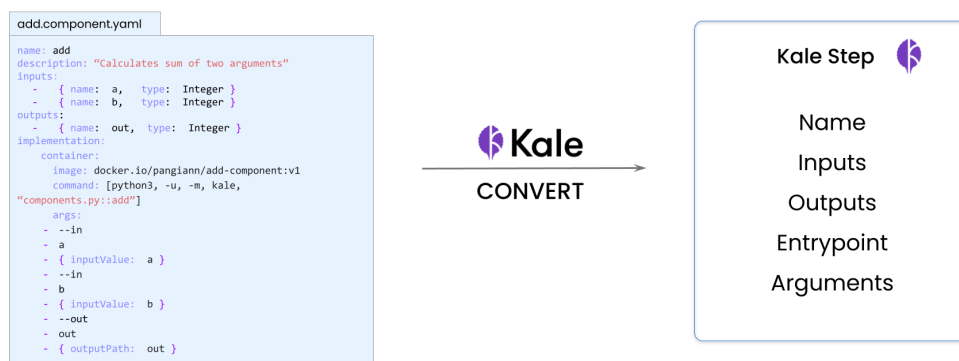 add.component.yaml
name: add
description: “Calculates sum of two arguments”
inputs:
- { name: a, type: Integer }
- { name: b, type: Integer }
outputs:
- { name: out, type: Integer }
implementation:
container:
image: docker.io/pangiann/add-component:v1
command: [python3, -u, -m, kale,
“components.py::add”]
args:
- --in
- a
- { inputValue: a }
- --in
- b
- { inputValue: b }
- --out
- out
- { outputPath: out }
Kale
CONVERT
Kale Step
Name
Inputs
Outputs
Entrypoint
Arguments